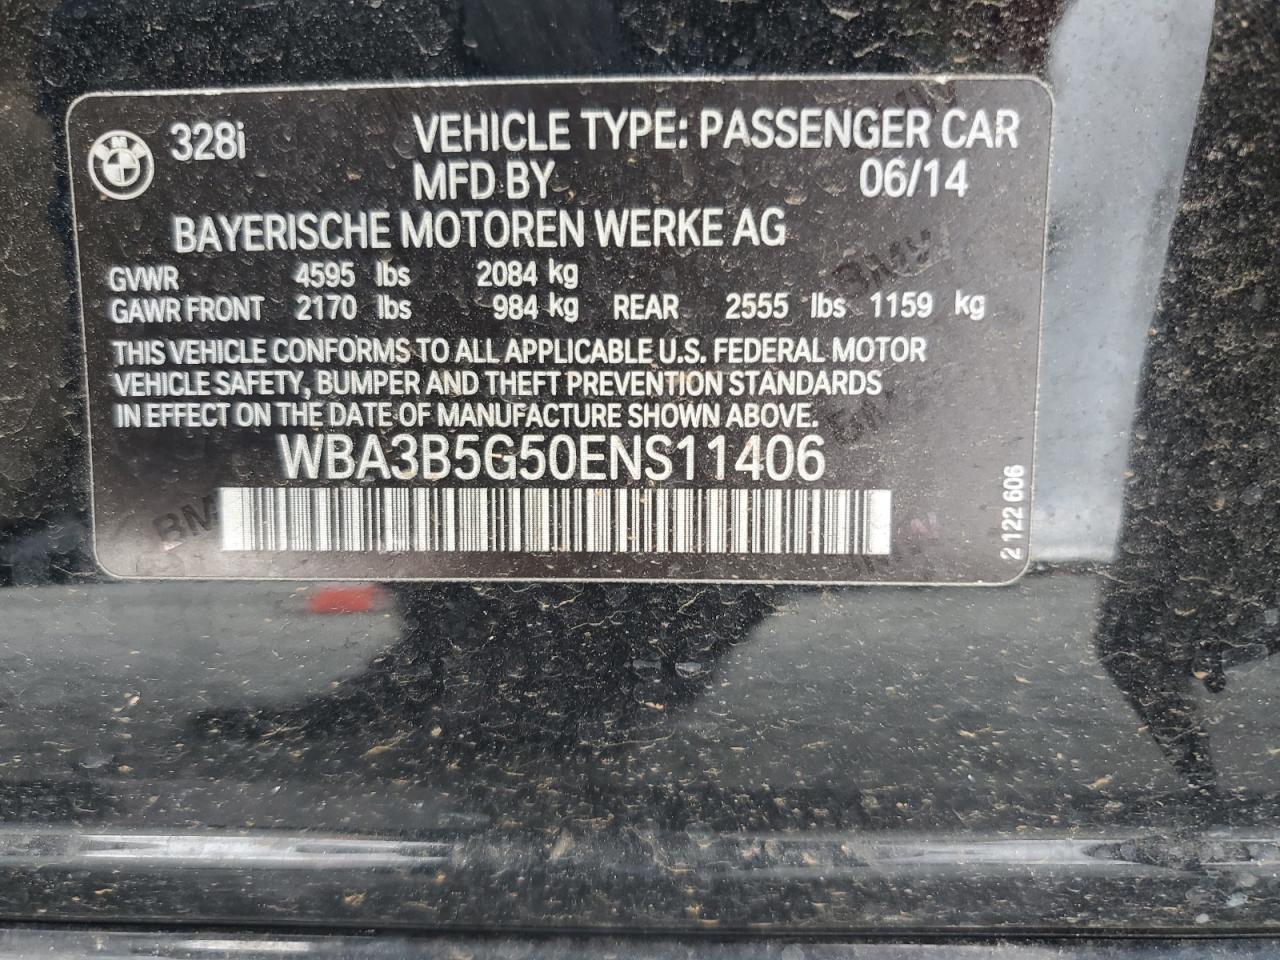 328i VEHICLE TYPE: PASSENGER CAR
MFD BY 06/14
BAYERISCHE MOTOREN WERKE AG
GVWR 4595 lbs 2084 kg
GAWR FRONT 2170 lbs 984 kg REAR 2555 lbs 1159 kg
THIS VEHICLE CONFORMS TO ALL APPLICABLE U.S. FEDERAL MOTOR
VEHICLE SAFETY, BUMPER AND THEFT PREVENTION STANDARDS
IN EFFECT ON THE DATE OF MANUFACTURE SHOWN ABOVE.
WBA3B5G50ENS11406
2 122 606